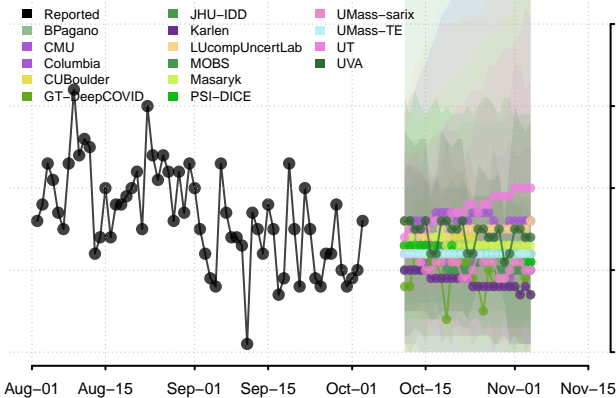 Reported
BPagano
CMU
Columbia
CUBoulder
GT−DeepCOVID
JHU−IDD
Karlen
LUcompUncertLab
MOBS
Masaryk
PSI−DICE
UMass−sarix
UMass−TE
UT
UVA
Aug−01 Aug−15 Sep−01 Sep−15 Oct−01 Oct−15 Nov−01 Nov−15